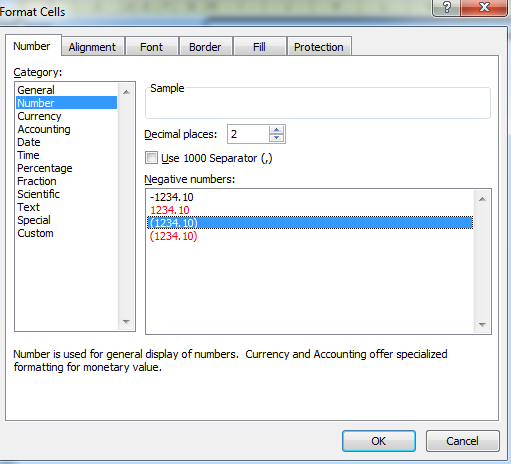 Format Cells
Number Alignment Font Border Fill Protection
Category:
General
Number
Currency
Accounting
Date
Time
Percentage
Fraction
Scientific
Text
Special
Custom
Sample
Decimal places: 2
Use 1000 Separator (,)
Negative numbers:
-1234.10
1234.10
(1234.10)
(1234.10)
Number is used for general display of numbers. Currency and Accounting offer specialized
formatting for monetary value.
OK Cancel